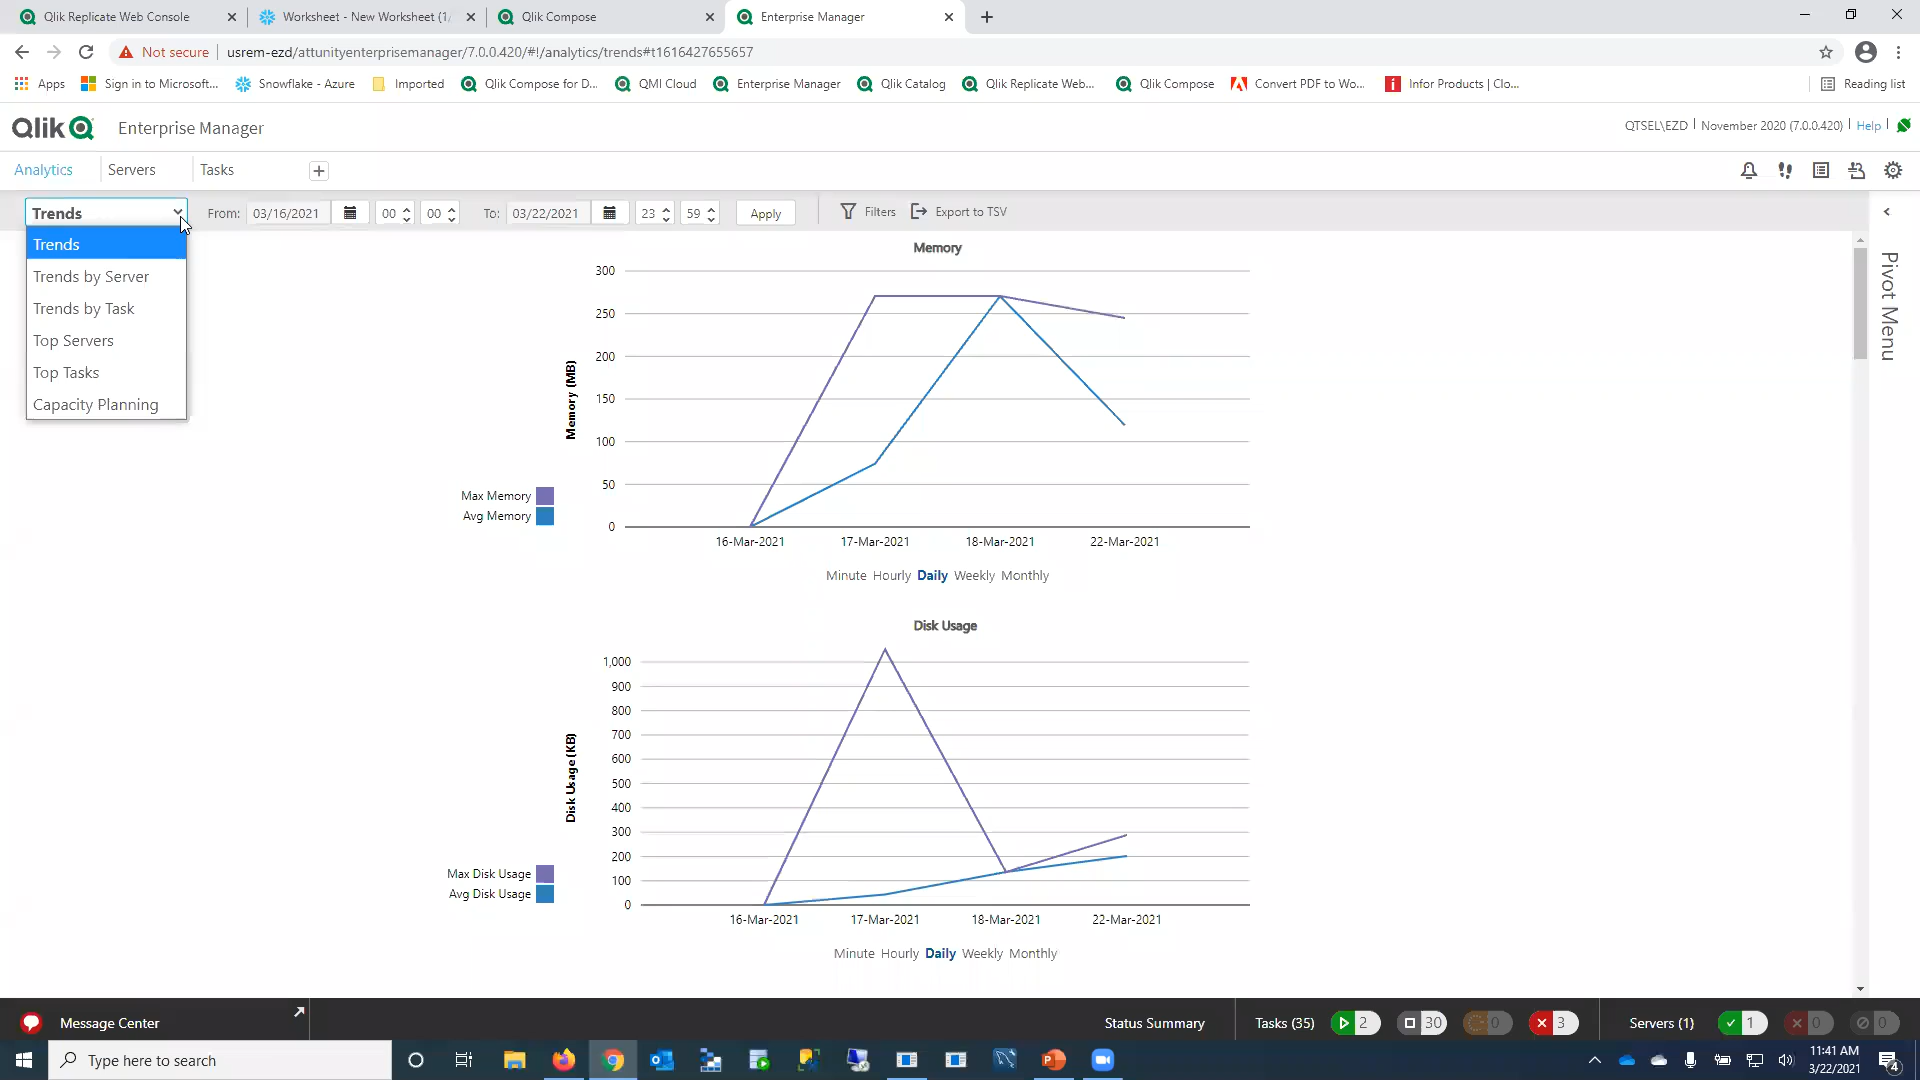 Qlik Replicate Web Console
Worksheet - New Worksheet (1/
Qlik Compose
Enterprise Manager
Not secure
usrem-ezd/attunityenterprisemanager/7.0.0.420/#!/analytics/trends#t1616427655657
Apps
Sign in to Microsoft...
Snowflake - Azure
Imported
Qlik Compose for D...
QMI Cloud
Enterprise Manager
Qlik Catalog
Qlik Replicate Web...
Qlik Compose
Convert PDF to Wo...
Infor Products | Clo...
Reading list
Qlik Enterprise Manager
QTSEL\EZD | November 2020 (7.0.0.420) | Help
Analytics
Servers
Tasks
Trends
From: 03/16/2021 00 00
To: 03/22/2021 23 59
Apply
Filters
Export to TSV
Trends
Trends by Server
Trends by Task
Top Servers
Top Tasks
Capacity Planning
Pivot Menu
Memory
Memory (MB)
300
250
200
150
100
50
0
Max Memory
Avg Memory
16-Mar-2021 17-Mar-2021 18-Mar-2021 22-Mar-2021
Minute Hourly Daily Weekly Monthly
Disk Usage
Disk Usage (KB)
1,000
900
800
700
600
500
400
300
200
100
0
Max Disk Usage
Avg Disk Usage
16-Mar-2021 17-Mar-2021 18-Mar-2021 22-Mar-2021
Minute Hourly Daily Weekly Monthly
Message Center
Status Summary
Tasks (35)
2
30
0
3
Servers (1)
1
0
0
Type here to search
11:41 AM
3/22/2021
4